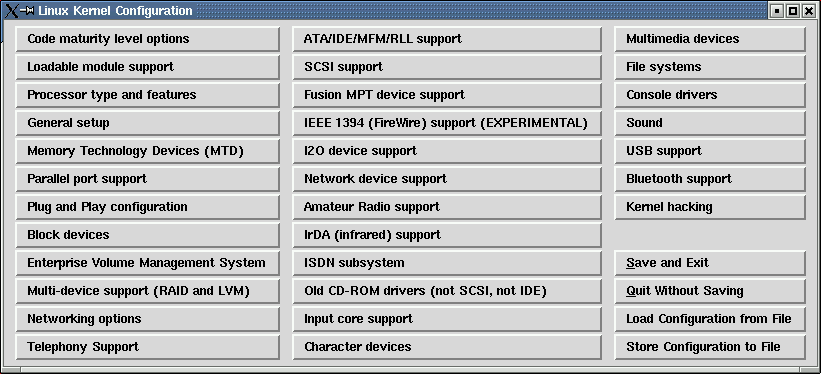 Linux Kernel Configuration
Code maturity level options
Loadable module support
Processor type and features
General setup
Memory Technology Devices (MTD)
Parallel port support
Plug and Play configuration
Block devices
Enterprise Volume Management System
Multi-device support (RAID and LVM)
Networking options
Telephony Support
ATA/IDE/MFM/RLL support
SCSI support
Fusion MPT device support
IEEE 1394 (FireWire) support (EXPERIMENTAL)
I2O device support
Network device support
Amateur Radio support
IrDA (infrared) support
ISDN subsystem
Old CD-ROM drivers (not SCSI, not IDE)
Input core support
Character devices
Multimedia devices
File systems
Console drivers
Sound
USB support
Bluetooth support
Kernel hacking
Save and Exit
Quit Without Saving
Load Configuration from File
Store Configuration to File